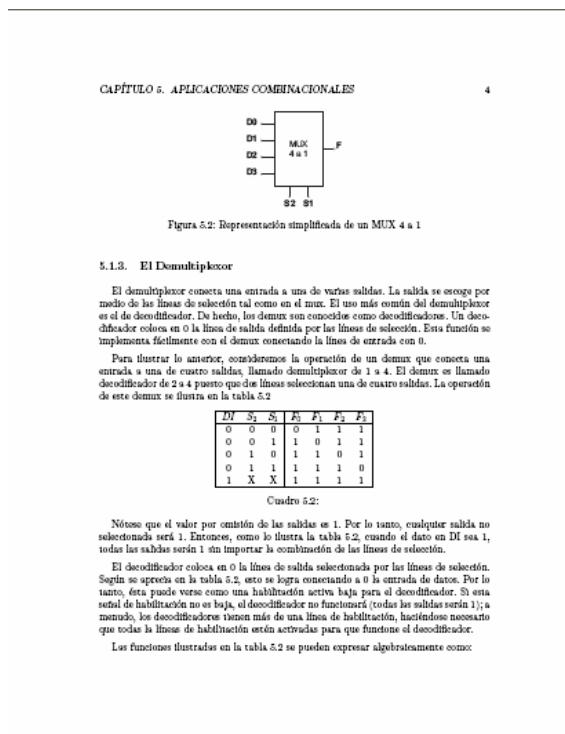 CAPÍTULO 5. APLICACIONES COMBINACIONALES 4
D0
D1
D2
D3
MUX
4 a 1
F
S2 S1
Figura 5.2: Representación simplificada de un MUX 4 a 1
5.1.3. El Demultiplexor
El demultiplexor conecta una entrada a una de varias salidas. La salida se escoge por
medio de las líneas de selección tal como en el mux. El uso más común del demultiplexor
es el de decodificador. De hecho, los demux son conocidos como decodificadores. Un deco-
dificador coloca en 0 la línea de salida definida por las líneas de selección. Esta función se
implementa fácilmente con el demux conectando la línea de entrada con 0.
Para ilustrar lo anterior, consideremos la operación de un demux que conecta una
entrada a una de cuatro salidas, llamado demultiplexor de 1 a 4. El demux es llamado
decodificador de 2 a 4 puesto que dos líneas seleccionan una de cuatro salidas. La operación
de este demux se ilustra en la tabla 5.2
DI S2 S1 F0 F1 F2 F3
0 0 0 0 1 1 1
0 0 1 1 0 1 1
0 1 0 1 1 0 1
0 1 1 1 1 1 0
1 X X 1 1 1 1
Cuadro 5.2:
Nótese que el valor por omisión de las salidas es 1. Por lo tanto, cualquier salida no
seleccionada será 1. Entonces, como lo ilustra la tabla 5.2, cuando el dato en DI sea 1,
todas las salidas serán 1 sin importar la combinación de las líneas de selección.
El decodificador coloca en 0 la línea de salida seleccionada por las líneas de selección.
Según se aprecia en la tabla 5.2, esto se logra conectando a 0 la entrada de datos. Por lo
tanto, ésta puede verse como una habilitación activa baja para el decodificador. Si esta
señal de habilitación no es baja, el decodificador no funcionará (todas las salidas serán 1); a
menudo, los decodificadores tienen más de una línea de habilitación, haciéndose necesario
que todas la líneas de habilitación estén activadas para que funcione el decodificador.
Las funciones ilustradas en la tabla 5.2 se pueden expresar algebraicamente como: